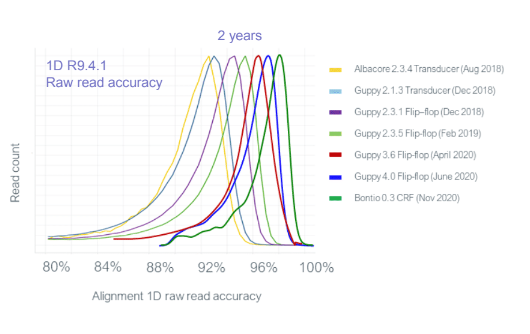 2 years
1D R9.4.1
Raw read accuracy
Read count
80% 84% 88% 92% 96% 100%
Alignment 1D raw read accuracy
Albacore 2.3.4 Transducer (Aug 2018)
Guppy 2.1.3 Transducer (Dec 2018)
Guppy 2.3.1 Flip-flop (Dec 2018)
Guppy 2.3.5 Flip-flop (Feb 2019)
Guppy 3.6 Flip-flop (April 2020)
Guppy 4.0 Flip-flop (June 2020)
Bontio 0.3 CRF (Nov 2020)